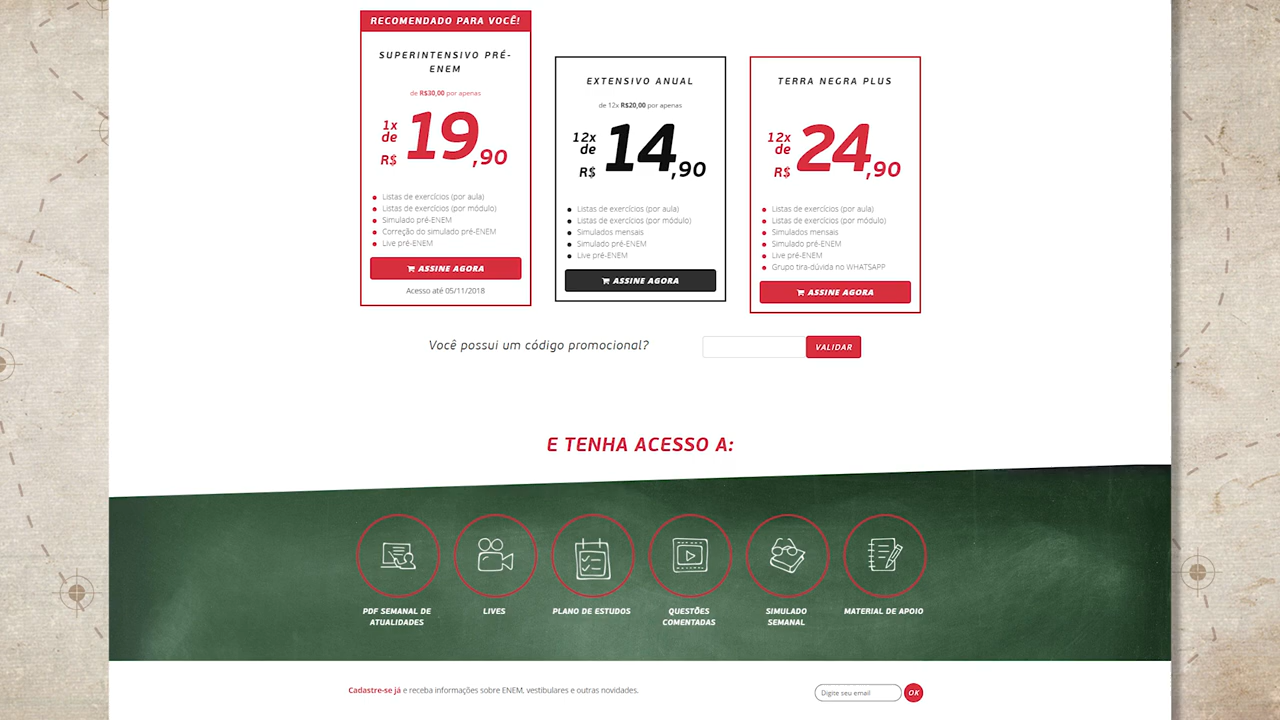 RECOMENDADO PARA VOCÊ!
SUPERINTENSIVO PRÉ-
ENEM
de R$30,00 por apenas
1x
de
R$
19,90
Listas de exercícios (por aula)
Listas de exercícios (por módulo)
Simulado pré-ENEM
Correção do simulado pré-ENEM
Live pré-ENEM
ASSINE AGORA
Acesso até 05/11/2018
EXTENSIVO ANUAL
de 12x R$20,00 por apenas
12x
de
R$
14,90
Listas de exercícios (por aula)
Listas de exercícios (por módulo)
Simulados mensais
Simulado pré-ENEM
Live pré-ENEM
ASSINE AGORA
TERRA NEGRA PLUS
12x
de
R$
24,90
Listas de exercícios (por aula)
Listas de exercícios (por módulo)
Simulados mensais
Simulado pré-ENEM
Live pré-ENEM
Grupo tira-dúvida no WHATSAPP
ASSINE AGORA
Você possui um código promocional?
VALIDAR
E TENHA ACESSO A:
PDF SEMANAL DE
ATUALIDADES
LIVES
PLANO DE ESTUDOS
QUESTÕES
COMENTADAS
SIMULADO
SEMANAL
MATERIAL DE APOIO
Cadastre-se já e receba informações sobre ENEM, vestibulares e outras novidades.
Digite seu email
OK